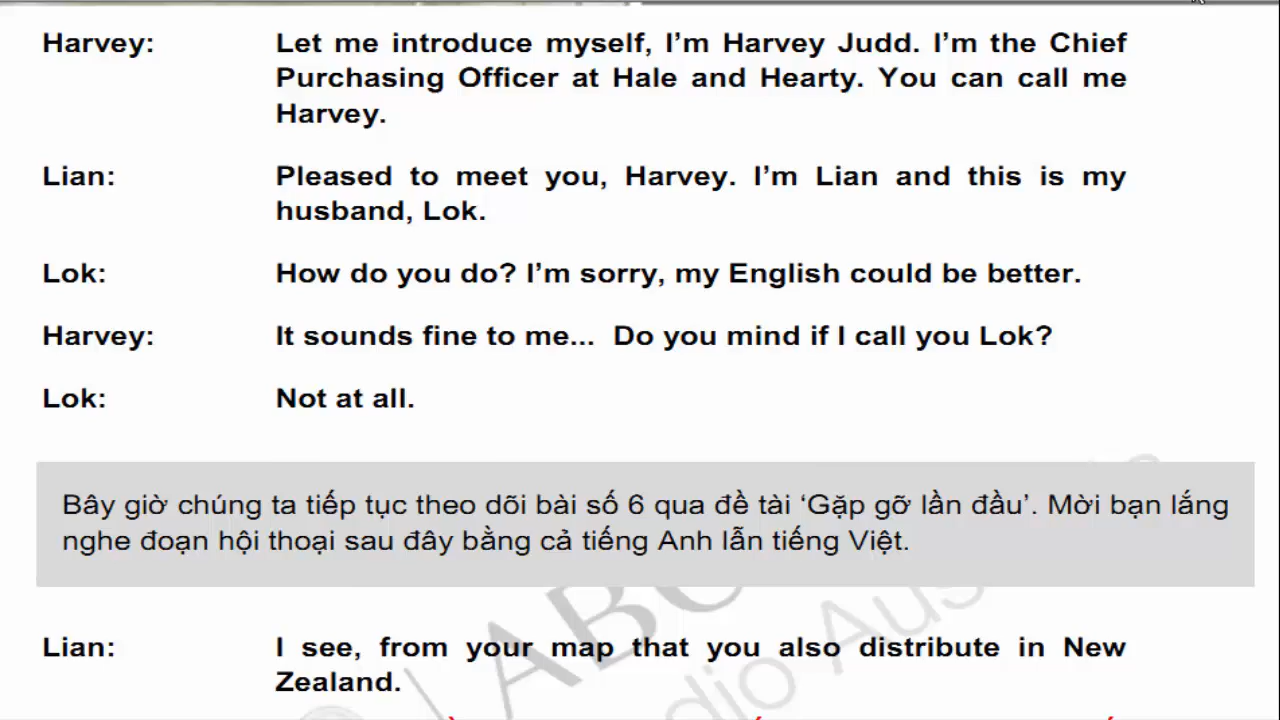 Harvey: Let me introduce myself, I'm Harvey Judd. I'm the Chief
Purchasing Officer at Hale and Hearty. You can call me
Harvey.
Lian: Pleased to meet you, Harvey. I'm Lian and this is my
husband, Lok.
Lok: How do you do? I'm sorry, my English could be better.
Harvey: It sounds fine to me... Do you mind if I call you Lok?
Lok: Not at all.
Bây giờ chúng ta tiếp tục theo dõi bài số 6 qua đề tài ‘Gặp gỡ lần đầu’. Mời bạn lắng
nghe đoạn hội thoại sau đây bằng cả tiếng Anh lẫn tiếng Việt.
Lian: I see, from your map that you also distribute in New
Zealand.